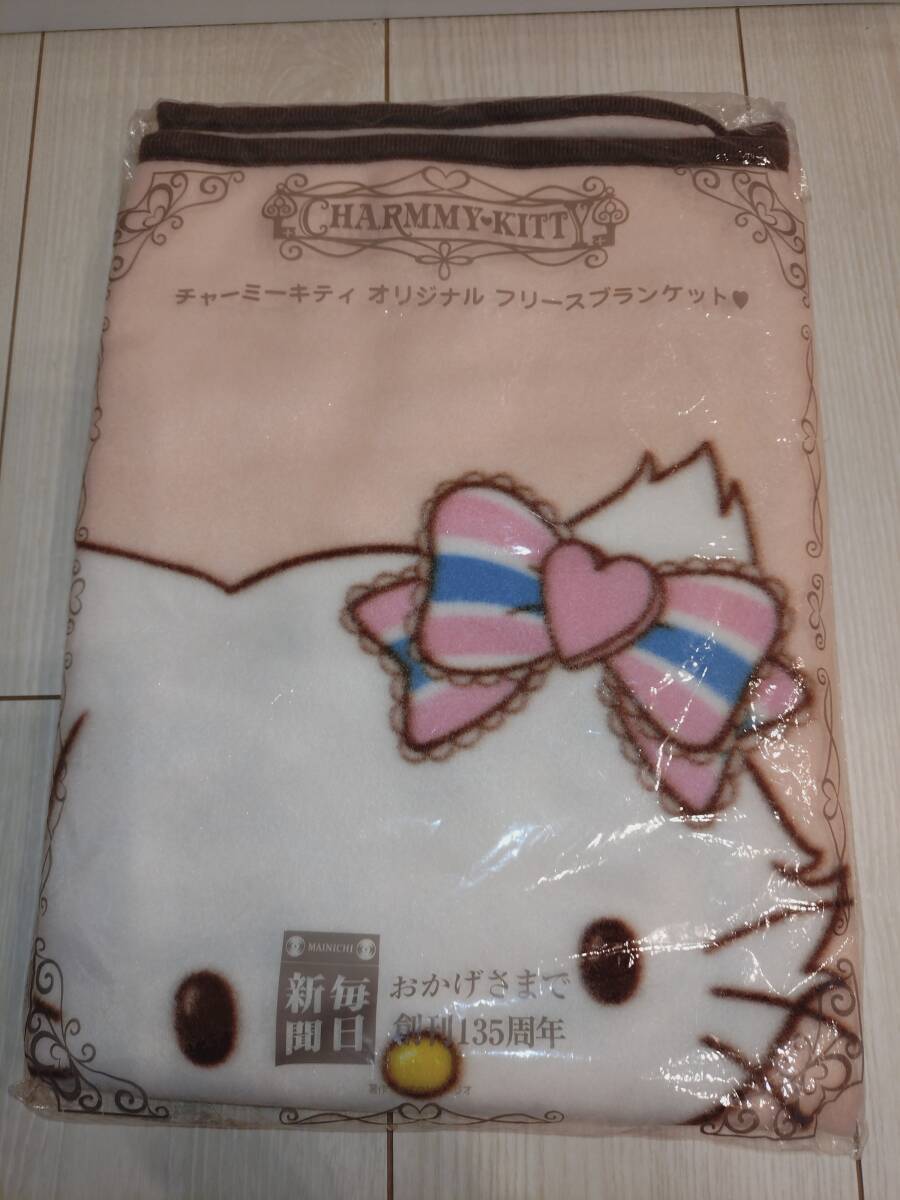 CHARMMY♥KITTY
チャーミーキティ オリジナル フリースブランケット♥
MAINICHI
毎日
新聞
おかげさまで
創刊135周年